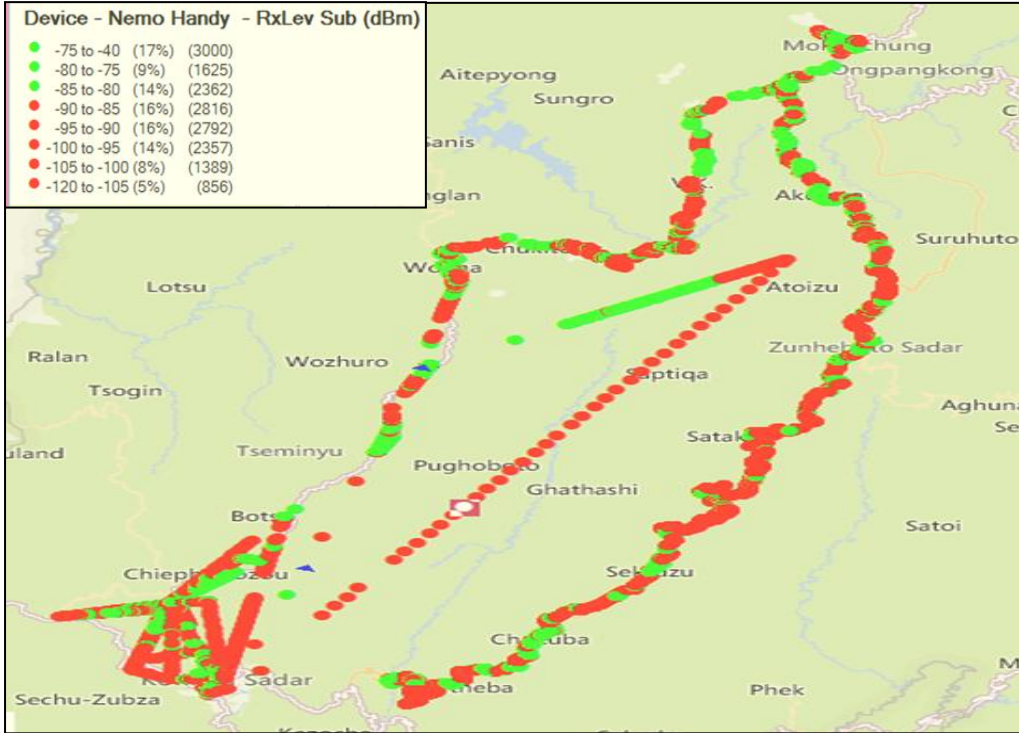 Device - Nemo Handy - RxLev Sub (dBm)
-75 to -40 (17%) (3000)
-80 to -75 (9%) (1625)
-85 to -80 (14%) (2362)
-90 to -85 (16%) (2816)
-95 to -90 (16%) (2792)
-100 to -95 (14%) (2357)
-105 to -100 (8%) (1389)
-120 to -105 (5%) (856)
Aitepyong
Ongpangkong
Sungro
Suruhuto
Lotsu
Atoizu
Ralan
Wozhuro
Zunheboto Sadar
Tsogin
Saptiqa
Satak
Tseminyu
Pughoboto
Ghathashi
Satoi
Sadar
Sechu-Zubza
Phek